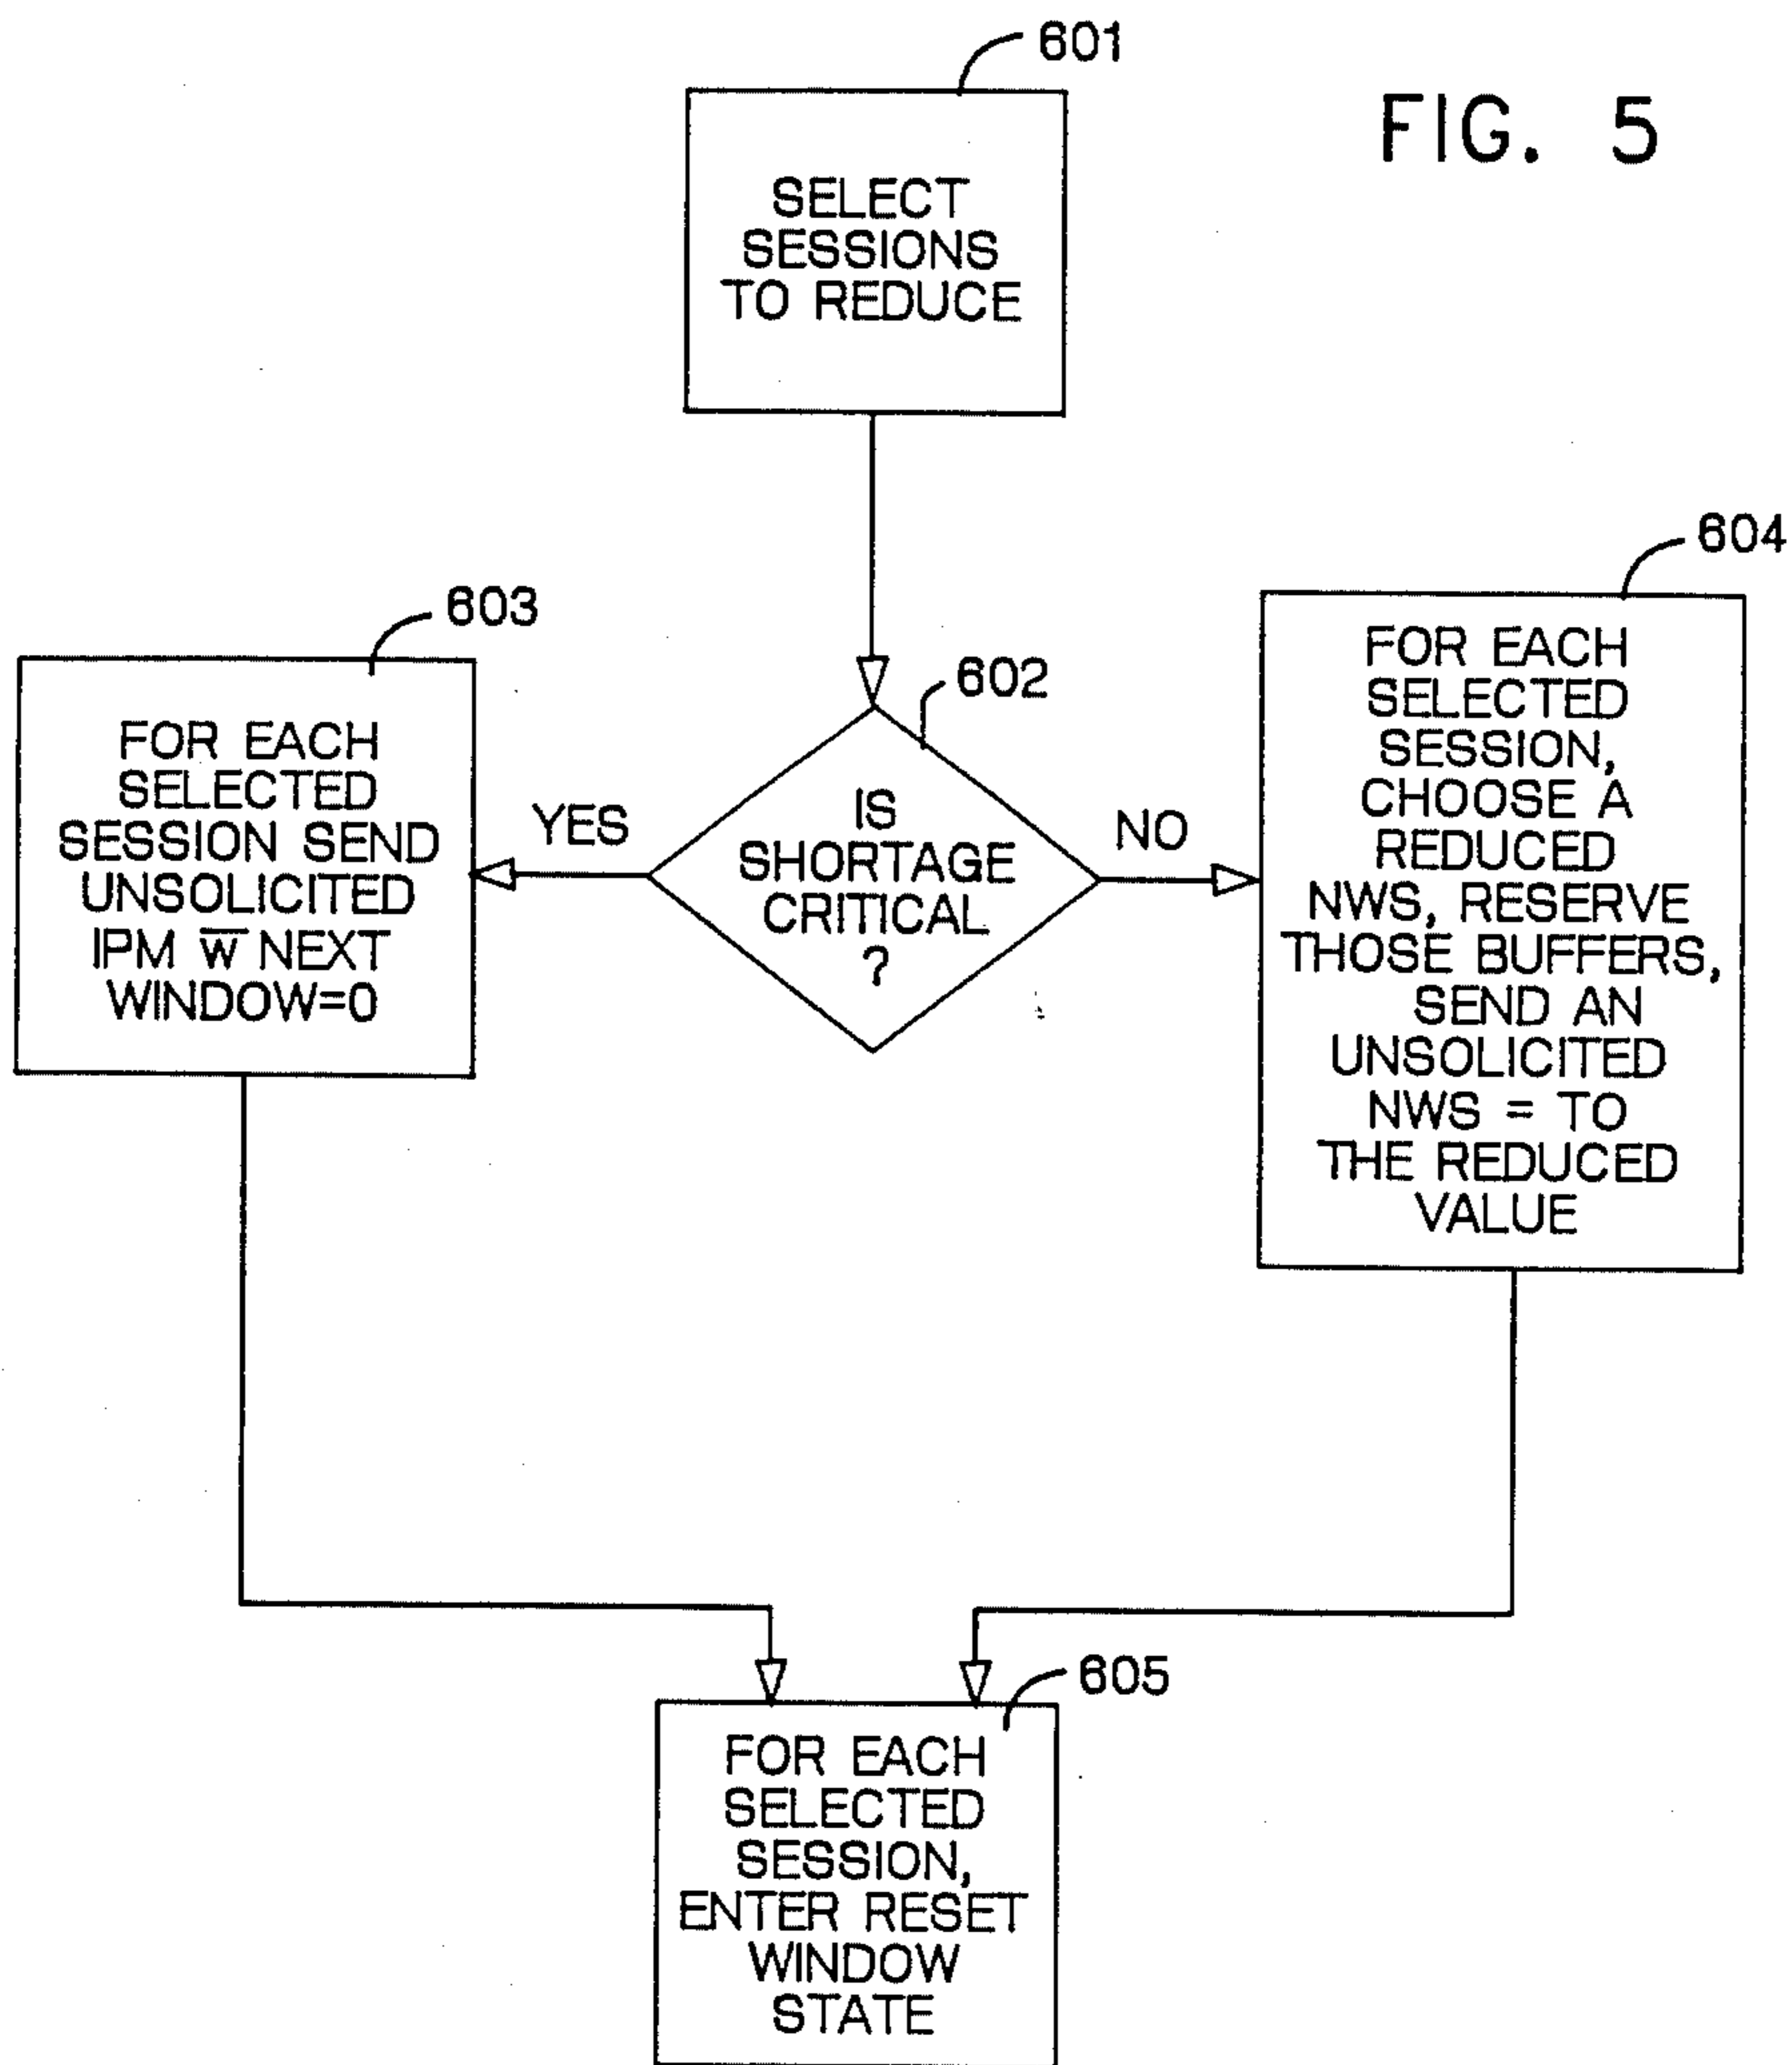 601
FIG. 5
SELECT
SESSIONS
TO REDUCE
604
603
602
FOR EACH
SELECTED
SESSION SEND
UNSOLICITED
IPM w̅ NEXT
WINDOW=0
YES
IS
SHORTAGE
CRITICAL
?
NO
FOR EACH
SELECTED
SESSION,
CHOOSE A
REDUCED
NWS, RESERVE
THOSE BUFFERS,
SEND AN
UNSOLICITED
NWS = TO
THE REDUCED
VALUE
605
FOR EACH
SELECTED
SESSION,
ENTER RESET
WINDOW
STATE